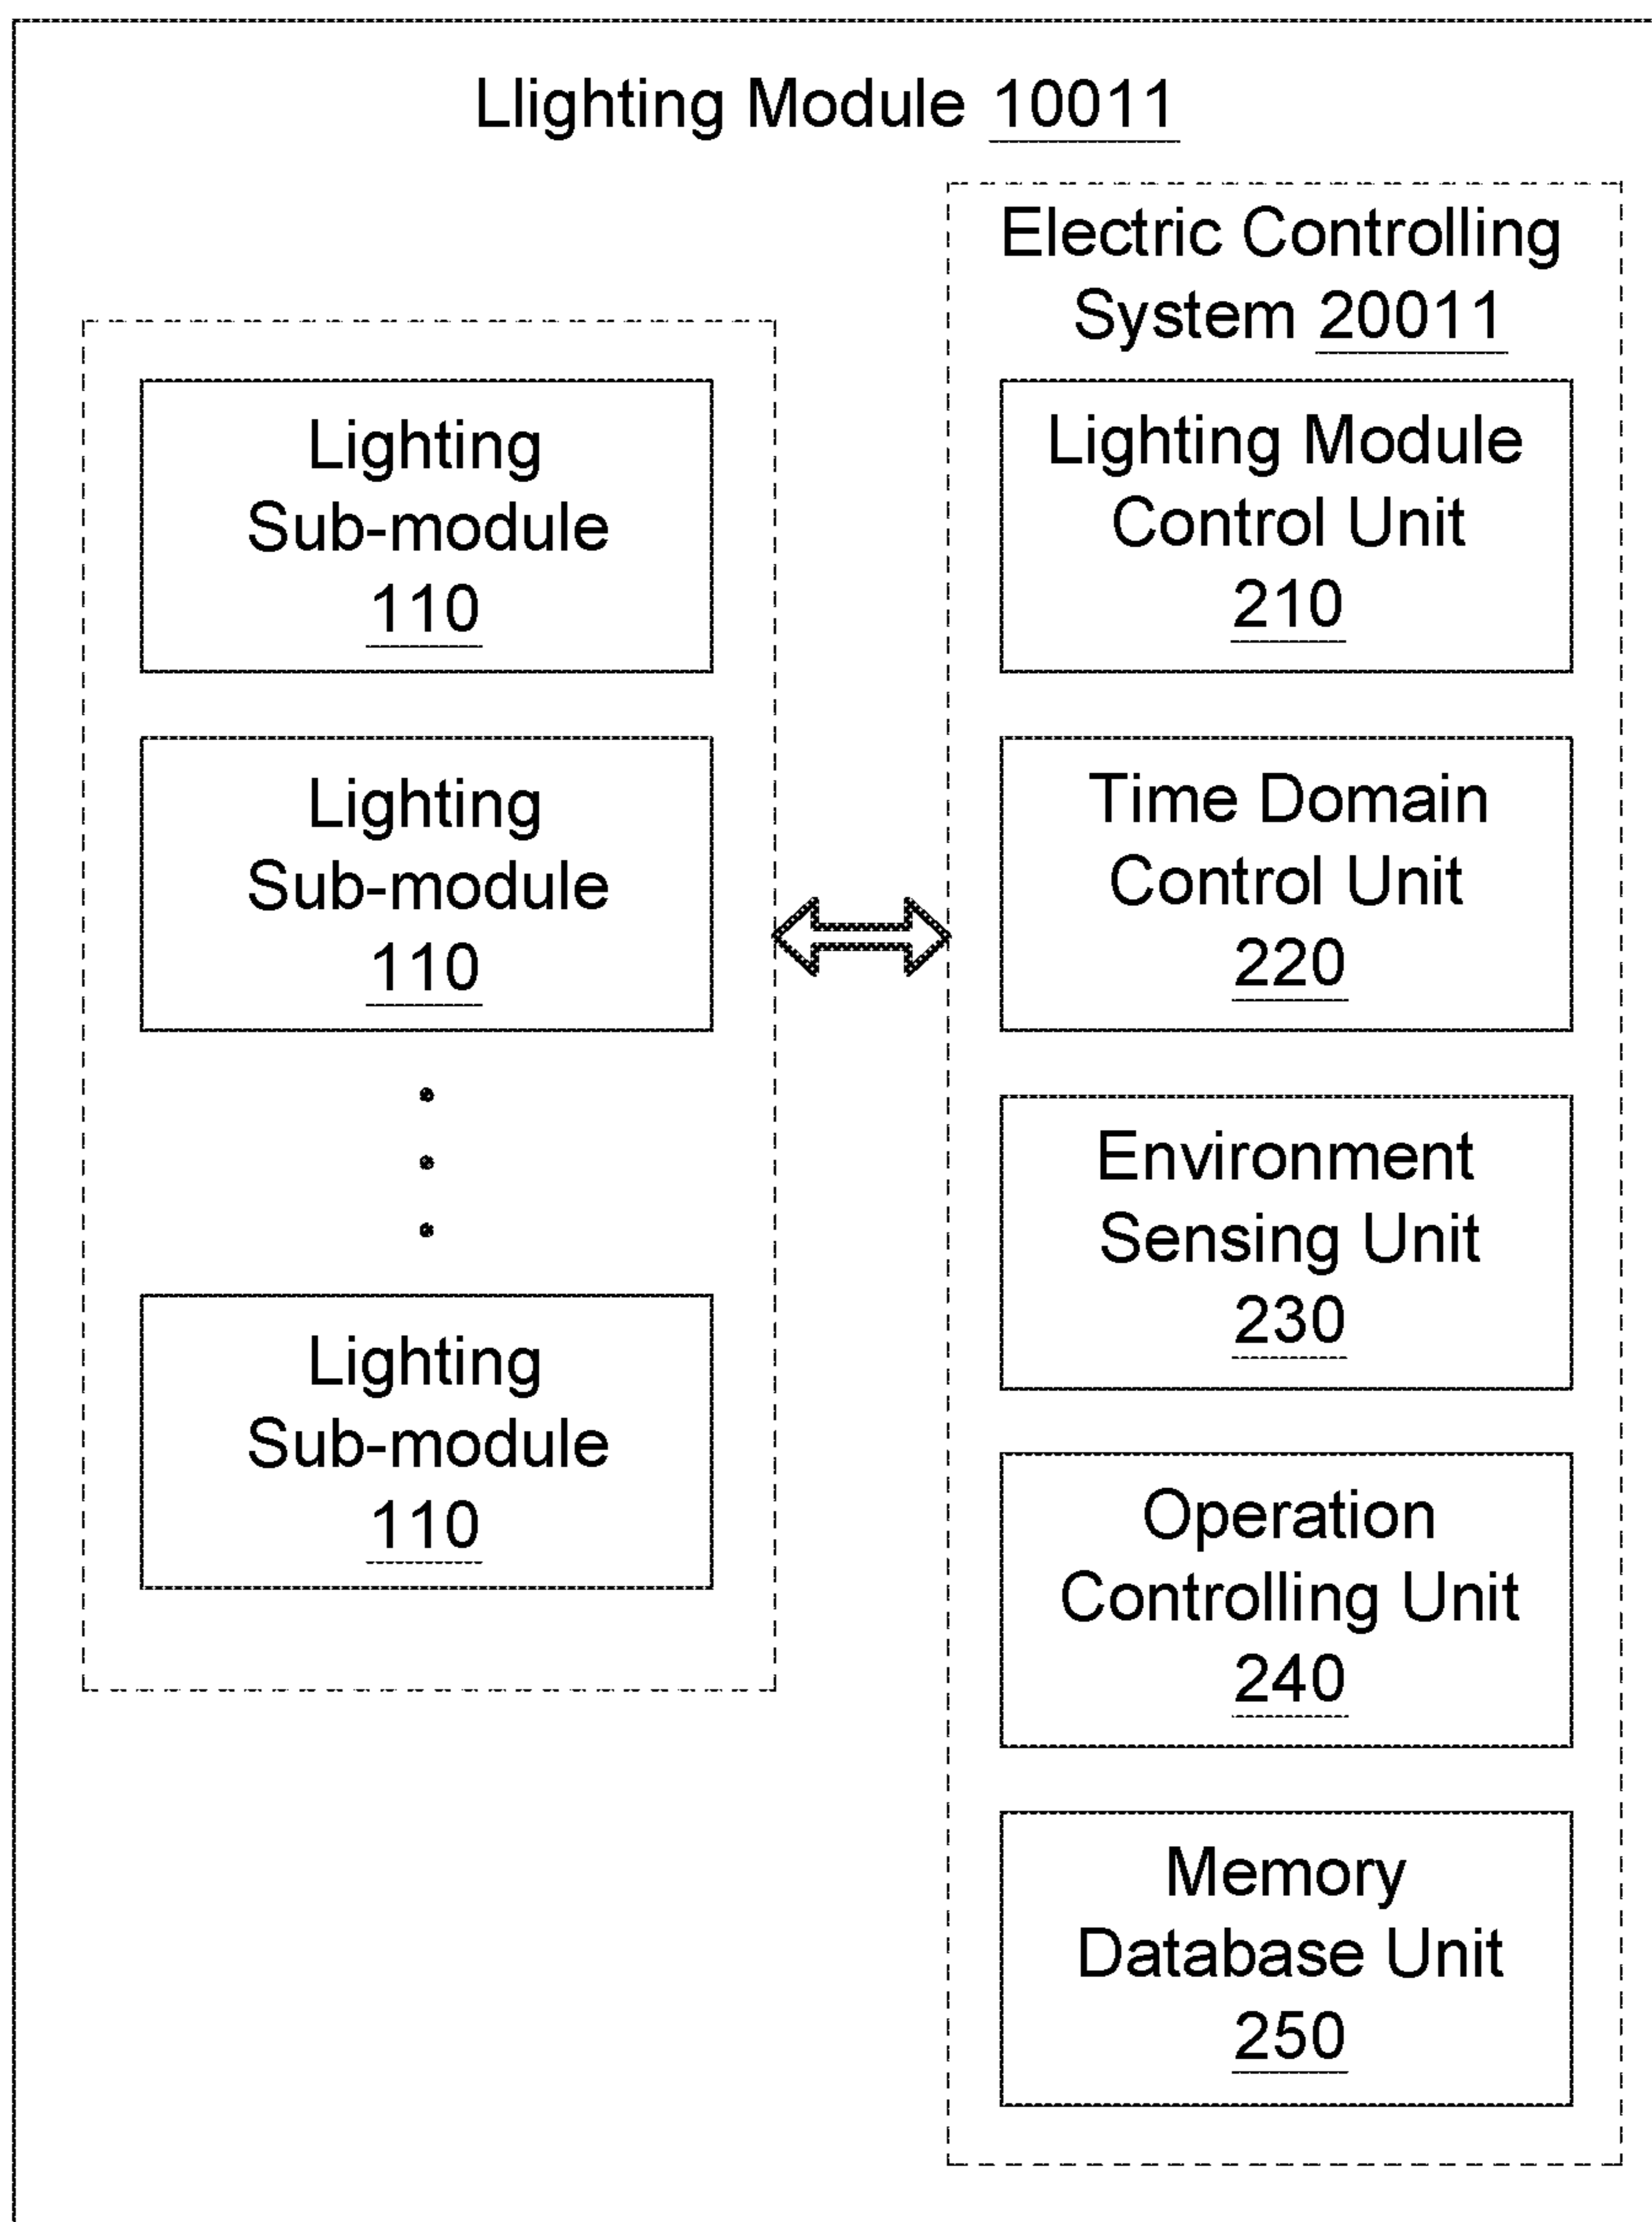 Llighting Module 10011
Lighting
Sub-module
110
Lighting
Sub-module
110
Lighting
Sub-module
110
Electric Controlling
System 20011
Lighting Module
Control Unit
210
Time Domain
Control Unit
220
Environment
Sensing Unit
230
Operation
Controlling Unit
240
Memory
Database Unit
250